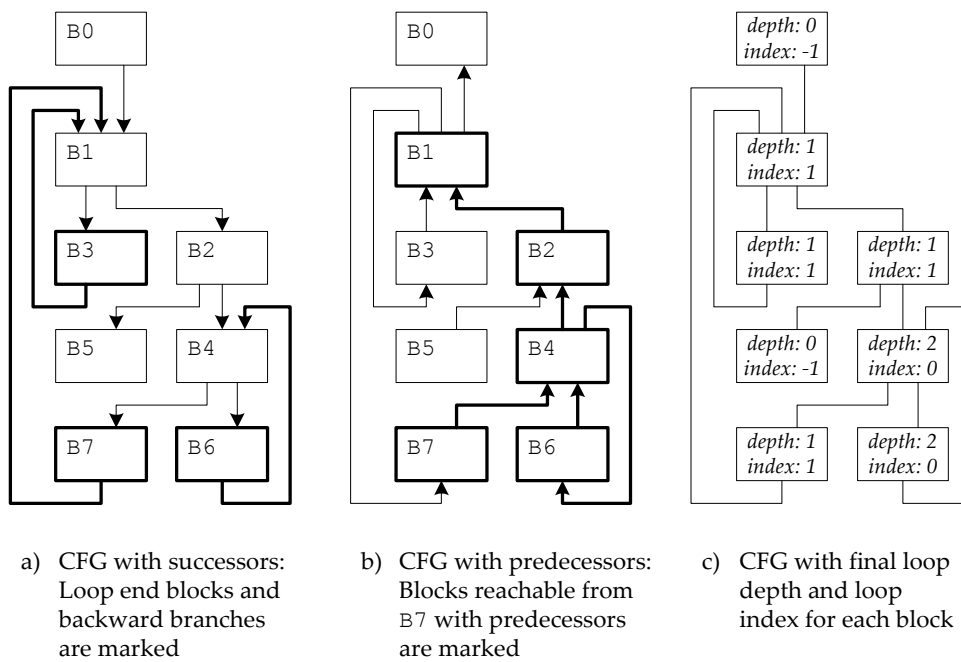 B0
B1
B3
B2
B5
B4
B7
B6
a) CFG with successors:
Loop end blocks and
backward branches
are marked
B0
B1
B3
B2
B5
B4
B7
B6
b) CFG with predecessors:
Blocks reachable from
B7 with predecessors
are marked
depth: 0
index: -1
depth: 1
index: 1
depth: 1
index: 1
depth: 1
index: 1
depth: 0
index: -1
depth: 2
index: 0
depth: 1
index: 1
depth: 2
index: 0
c) CFG with final loop
depth and loop
index for each block